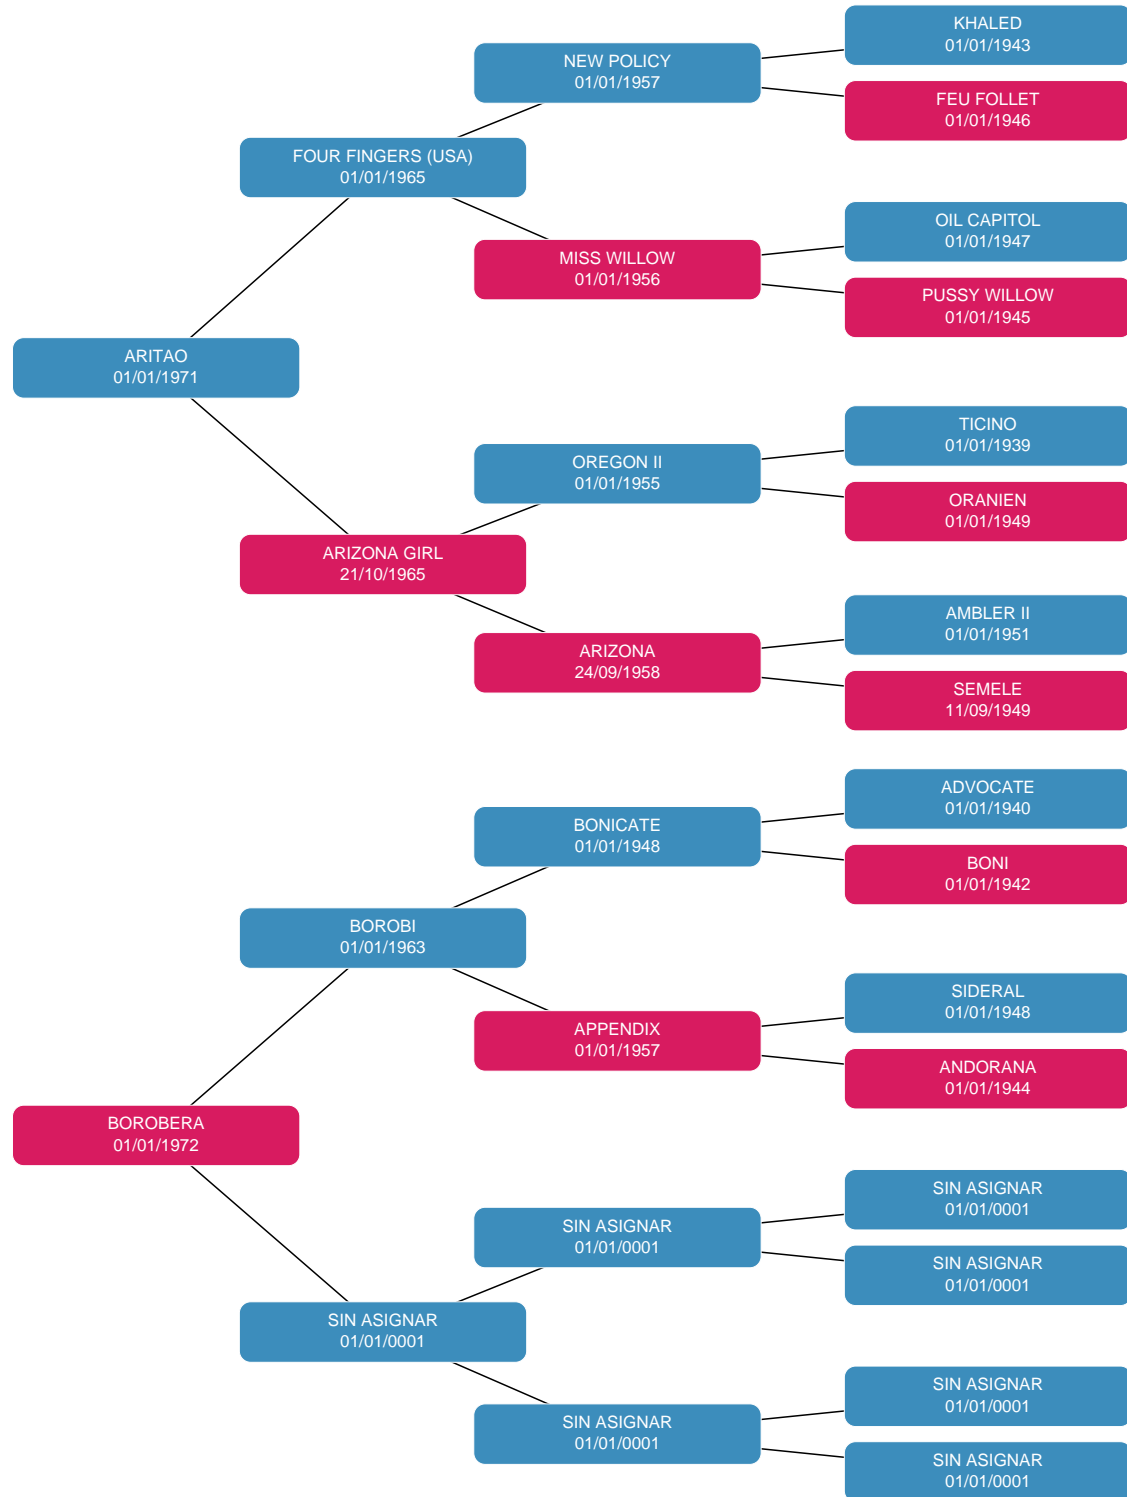 KHALED
01/01/1943
NEW POLICY
01/01/1957
FEU FOLLET
01/01/1946
FOUR FINGERS (USA)
01/01/1965
OIL CAPITOL
01/01/1947
MISS WILLOW
01/01/1956
PUSSY WILLOW
01/01/1945
ARITAO
01/01/1971
TICINO
01/01/1939
OREGON II
01/01/1955
ORANIEN
01/01/1949
ARIZONA GIRL
21/10/1965
AMBLER II
01/01/1951
ARIZONA
24/09/1958
SEMELE
11/09/1949
ADVOCATE
01/01/1940
BONICATE
01/01/1948
BONI
01/01/1942
BOROBI
01/01/1963
SIDERAL
01/01/1948
APPENDIX
01/01/1957
ANDORANA
01/01/1944
BOROBERA
01/01/1972
SIN ASIGNAR
01/01/0001
SIN ASIGNAR
01/01/0001
SIN ASIGNAR
01/01/0001
SIN ASIGNAR
01/01/0001
SIN ASIGNAR
01/01/0001
SIN ASIGNAR
01/01/0001
SIN ASIGNAR
01/01/0001